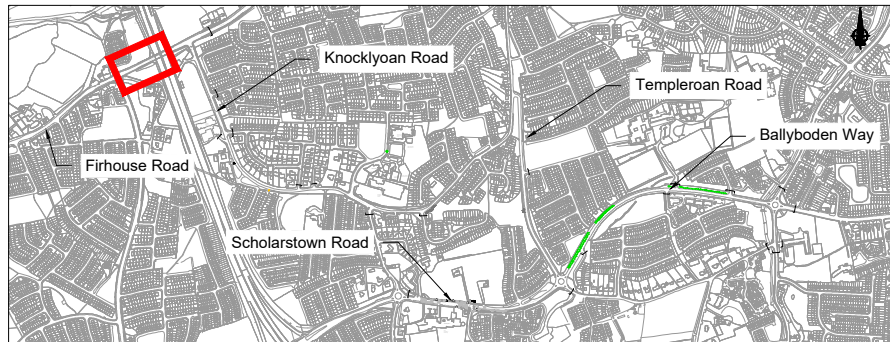 Knocklyoan Road
Templeroan Road
Ballyboden Way
Firhouse Road
Scholarstown Road